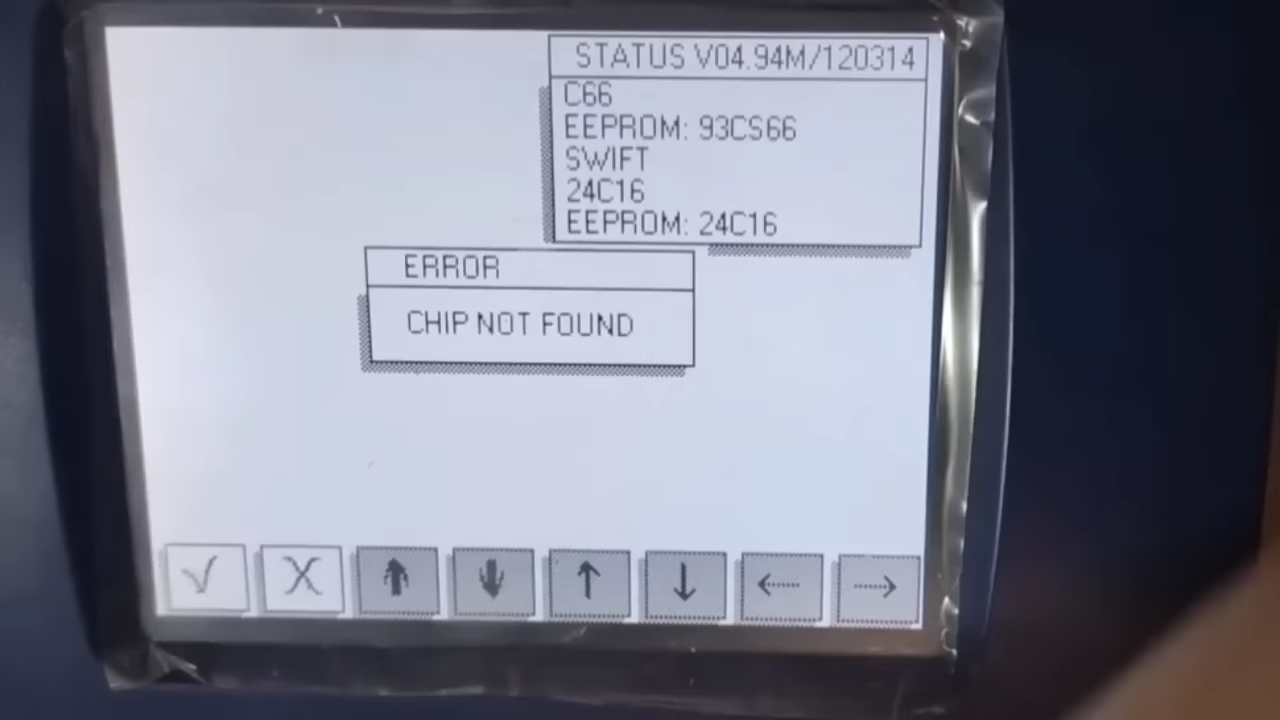 STATUS V04.94M/120314
C66
EEPROM: 93CS66
SWIFT
24C16
EEPROM: 24C16
ERROR
CHIP NOT FOUND